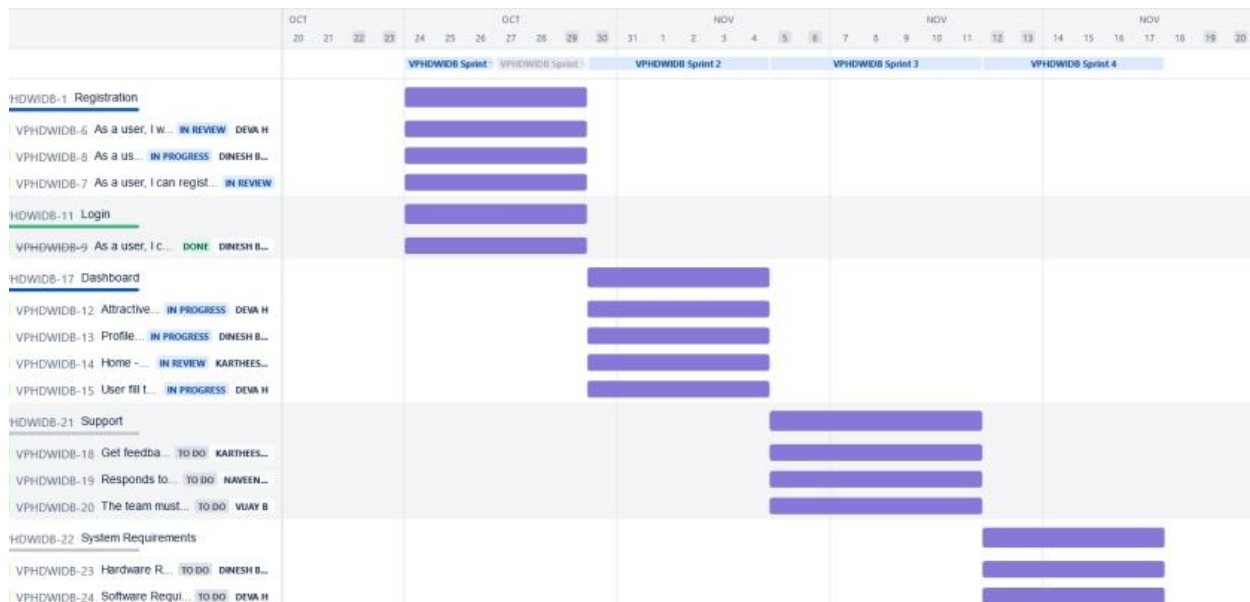 OCT OCT NOV NOV NOV
20 21 22 23 24 25 26 27 28 29 30 31 1 2 3 4 5 6 7 8 9 10 11 12 13 14 15 16 17 18 19 20
VPHDWIDB Sprint VPHDWIDB Sprint VPHDWIDB Sprint 2 VPHDWIDB Sprint 3 VPHDWIDB Sprint 4
HDWIDB-1 Registration
VPHDWIDB-6 As a user, I w... IN REVIEW DEVA H
VPHDWIDB-8 As a us... IN PROGRESS DINESH B...
VPHDWIDB-7 As a user, I can regist... IN REVIEW
HDWIDB-11 Login
VPHDWIDB-9 As a user, I c... DONE DINESH B...
HDWIDB-17 Dashboard
VPHDWIDB-12 Attractive... IN PROGRESS DEVA H
VPHDWIDB-13 Profile... IN PROGRESS DINESH B...
VPHDWIDB-14 Home -... IN REVIEW KARTHEES...
VPHDWIDB-15 User fill t... IN PROGRESS DEVA H
HDWIDB-21 Support
VPHDWIDB-18 Get feedba... TO DO KARTHEES...
VPHDWIDB-19 Responds to... TO DO NAVEEN...
VPHDWIDB-20 The team must... TO DO VIJAY B
HDWIDB-22 System Requirements
VPHDWIDB-23 Hardware R... TO DO DINESH B...
VPHDWIDB-24 Software Requi... TO DO DEVA H